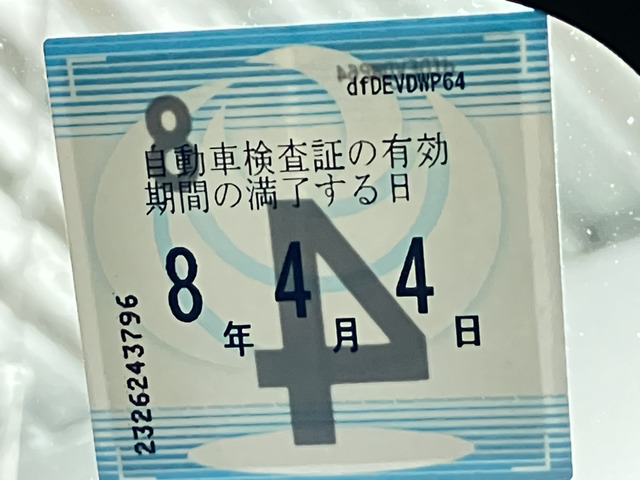 dfDEVDWP64
8
自動車検査証の有効
期間の満了する日
8年4月4日
4
2326243796